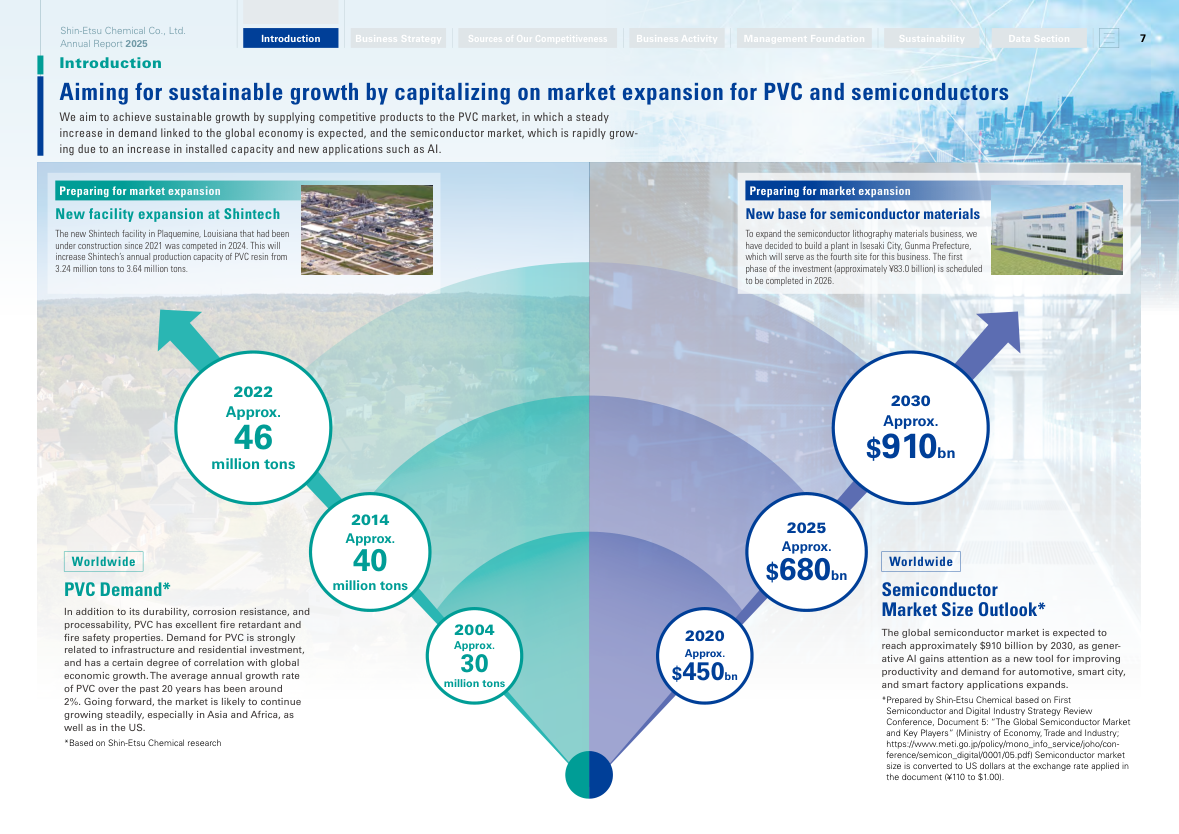 Shin-Etsu Chemical Co., Ltd.
Annual Report 2025
Introduction
Business Strategy
Sources of Our Competitiveness
Business Activity
Management Foundation
Sustainability
Data Section
7
Introduction
Aiming for sustainable growth by capitalizing on market expansion for PVC and semiconductors
We aim to achieve sustainable growth by supplying competitive products to the PVC market, in which a steady
increase in demand linked to the global economy is expected, and the semiconductor market, which is rapidly grow-
ing due to an increase in installed capacity and new applications such as AI.
Preparing for market expansion
New facility expansion at Shintech
The new Shintech facility in Plaquemine, Louisiana that had been
under construction since 2021 was competed in 2024. This will
increase Shintech's annual production capacity of PVC resin from
3.24 million tons to 3.64 million tons.
Preparing for market expansion
New base for semiconductor materials
To expand the semiconductor lithography materials business, we
have decided to build a plant in Isesaki City, Gunma Prefecture,
which will serve as the fourth site for this business. The first
phase of the investment (approximately ¥83.0 billion) is scheduled
to be completed in 2026.
2022
Approx.
46
million tons
2014
Approx.
40
million tons
2004
Approx.
30
million tons
2030
Approx.
$910bn
2025
Approx.
$680bn
2020
Approx.
$450bn
Worldwide
PVC Demand*
In addition to its durability, corrosion resistance, and
processability, PVC has excellent fire retardant and
fire safety properties. Demand for PVC is strongly
related to infrastructure and residential investment,
and has a certain degree of correlation with global
economic growth. The average annual growth rate
of PVC over the past 20 years has been around
2%. Going forward, the market is likely to continue
growing steadily, especially in Asia and Africa, as
well as in the US.
*Based on Shin-Etsu Chemical research
Worldwide
Semiconductor
Market Size Outlook*
The global semiconductor market is expected to
reach approximately $910 billion by 2030, as gener-
ative AI gains attention as a new tool for improving
productivity and demand for automotive, smart city,
and smart factory applications expands.
*Prepared by Shin-Etsu Chemical based on First
Semiconductor and Digital Industry Strategy Review
Conference, Document 5: "The Global Semiconductor Market
and Key Players" (Ministry of Economy, Trade and Industry;
https://www.meti.go.jp/policy/mono_info_service/joho/con-
ference/semicon_digital/0001/05.pdf) Semiconductor market
size is converted to US dollars at the exchange rate applied in
the document (¥110 to $1.00).